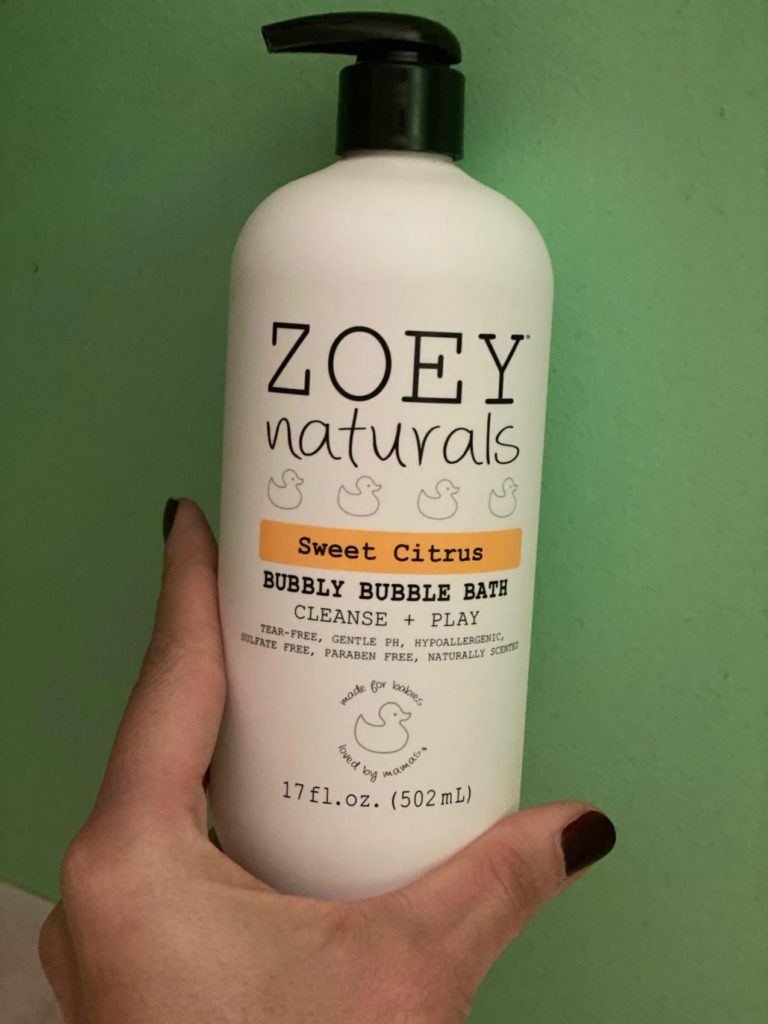 ZOEY™
naturals
Sweet Citrus
BUBBLY BUBBLE BATH
CLEANSE + PLAY
TEAR-FREE, GENTLE PH, HYPOALLERGENIC,
SULFATE FREE, PARABEN FREE, NATURALLY SCENTED
made for babies
loved by mamas
17fl.oz. (502mL)